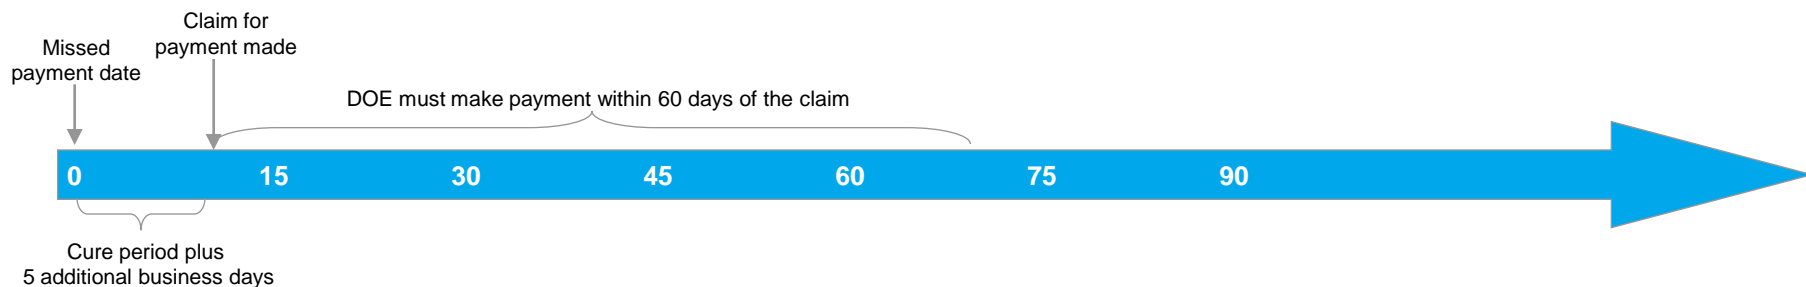 Claim for
payment made
Missed
payment date
DOE must make payment within 60 days of the claim
0 15 30 45 60 75 90
Cure period plus
5 additional business days